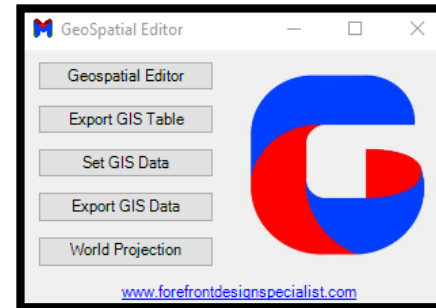 GeoSpatial Editor
Geospatial Editor
Export GIS Table
Set GIS Data
Export GIS Data
World Projection
www.forefrontdesignspecialist.com